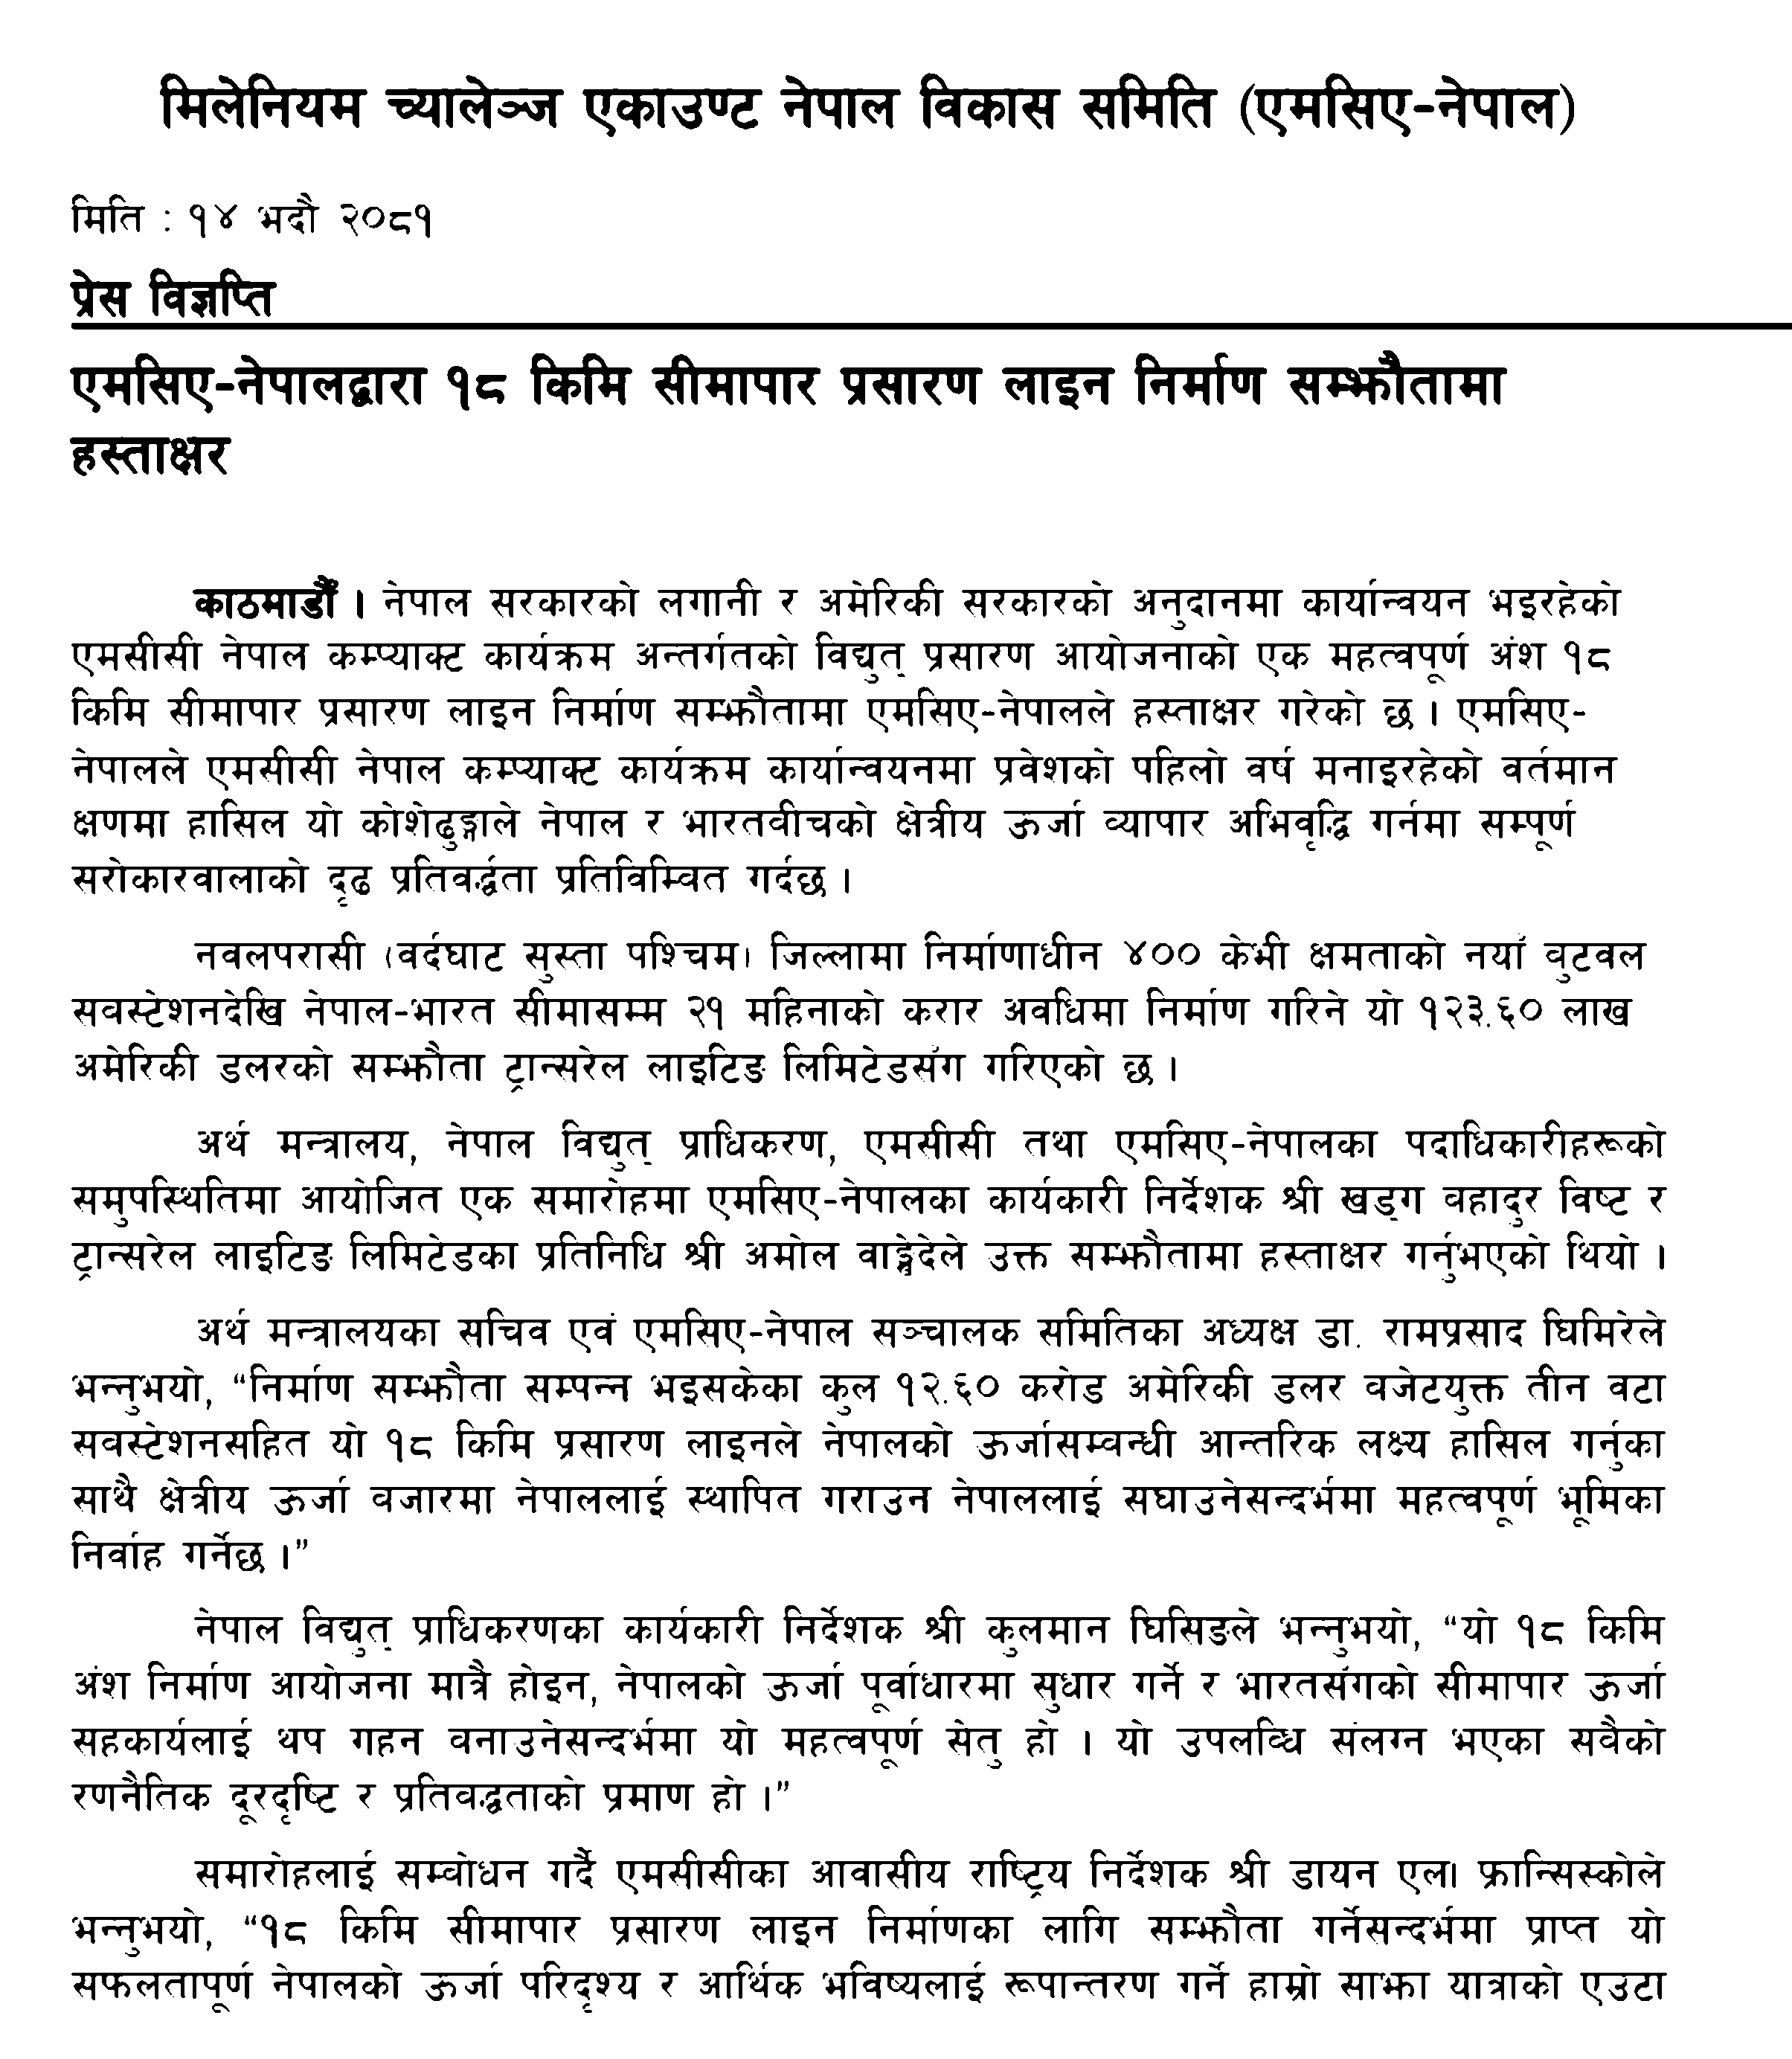 मिलेनियम च्यालेञ्ज एकाउण्ट नेपाल विकास समिति (एमसिए-नेपाल)
मिति : १४ भदौ २०८१
प्रेस विज्ञप्ति
एमसिए-नेपालद्वारा १८ किमि सीमापार प्रसारण लाइन निर्माण सम्झौतामा
हस्ताक्षर
काठमाडौँ । नेपाल सरकारको लगानी र अमेरिकी सरकारको अनुदानमा कार्यान्वयन भइरहेको
एमसीसी नेपाल कम्प्याक्ट कार्यक्रम अन्तर्गतको विद्युत् प्रसारण आयोजनाको एक महत्वपूर्ण अंश १८
किमि सीमापार प्रसारण लाइन निर्माण सम्झौतामा एमसिए-नेपालले हस्ताक्षर गरेको छ । एमसिए-
नेपालले एमसीसी नेपाल कम्प्याक्ट कार्यक्रम कार्यान्वयनमा प्रवेशको पहिलो वर्ष मनाइरहेको वर्तमान
क्षणमा हासिल यो कोशेढुङ्गाले नेपाल र भारतवीचको क्षेत्रीय ऊर्जा व्यापार अभिवृद्धि गर्नमा सम्पूर्ण
सरोकारवालाको दृढ प्रतिवर्द्धता प्रतिविम्वित गर्दछ ।
नवलपरासी (वर्दघाट सुस्ता पश्चिम) जिल्लामा निर्माणाधीन ४०० केभी क्षमताको नयाँ वुटवल
सवस्टेशनदेखि नेपाल-भारत सीमासम्म २१ महिनाको करार अवधिमा निर्माण गरिने यो १२३.६० लाख
अमेरिकी डलरको सम्झौता ट्रान्सरेल लाइटिङ लिमिटेडसँग गरिएको छ ।
अर्थ मन्त्रालय, नेपाल विद्युत् प्राधिकरण, एमसीसी तथा एमसिए-नेपालका पदाधिकारीहरूको
समुपस्थितिमा आयोजित एक समारोहमा एमसिए-नेपालका कार्यकारी निर्देशक श्री खड्ग वहादुर विष्ट र
ट्रान्सरेल लाइटिङ लिमिटेडका प्रतिनिधि श्री अमोल वाङ्खेदेले उक्त सम्झौतामा हस्ताक्षर गर्नुभएको थियो ।
अर्थ मन्त्रालयका सचिव एवं एमसिए-नेपाल सञ्चालक समितिका अध्यक्ष डा. रामप्रसाद घिमिरेले
भन्नुभयो, “निर्माण सम्झौता सम्पन्न भइसकेका कुल १२.६० करोड अमेरिकी डलर वजेटयुक्त तीन वटा
सवस्टेशनसहित यो १८ किमि प्रसारण लाइनले नेपालको ऊर्जासम्वन्धी आन्तरिक लक्ष्य हासिल गर्नुका
साथै क्षेत्रीय ऊर्जा वजारमा नेपाललाई स्थापित गराउन नेपाललाई सघाउनेसन्दर्भमा महत्वपूर्ण भूमिका
निर्वाह गर्नेछ ।”
नेपाल विद्युत् प्राधिकरणका कार्यकारी निर्देशक श्री कुलमान घिसिङले भन्नुभयो, “यो १८ किमि
अंश निर्माण आयोजना मात्रै होइन, नेपालको ऊर्जा पूर्वाधारमा सुधार गर्ने र भारतसँगको सीमापार ऊर्जा
सहकार्यलाई थप गहन वनाउनेसन्दर्भमा यो महत्वपूर्ण सेतु हो । यो उपलव्धि संलग्न भएका सवैको
रणनैतिक दूरदृष्टि र प्रतिवद्धताको प्रमाण हो ।”
समारोहलाई सम्वोधन गर्दै एमसीसीका आवासीय राष्ट्रिय निर्देशक श्री डायन एल। फ्रान्सिस्कोले
भन्नुभयो, “१८ किमि सीमापार प्रसारण लाइन निर्माणका लागि सम्झौता गर्नेसन्दर्भमा प्राप्त यो
सफलतापूर्ण नेपालको ऊर्जा परिदृश्य र आर्थिक भविष्यलाई रूपान्तरण गर्ने हाम्रो साझा यात्राको एउटा